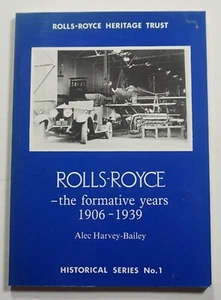 ROLLS-ROYCE HERITAGE TRUST
ROLLS-ROYCE
–the formative years
1906–1939
Alec Harvey-Bailey
HISTORICAL SERIES No.1